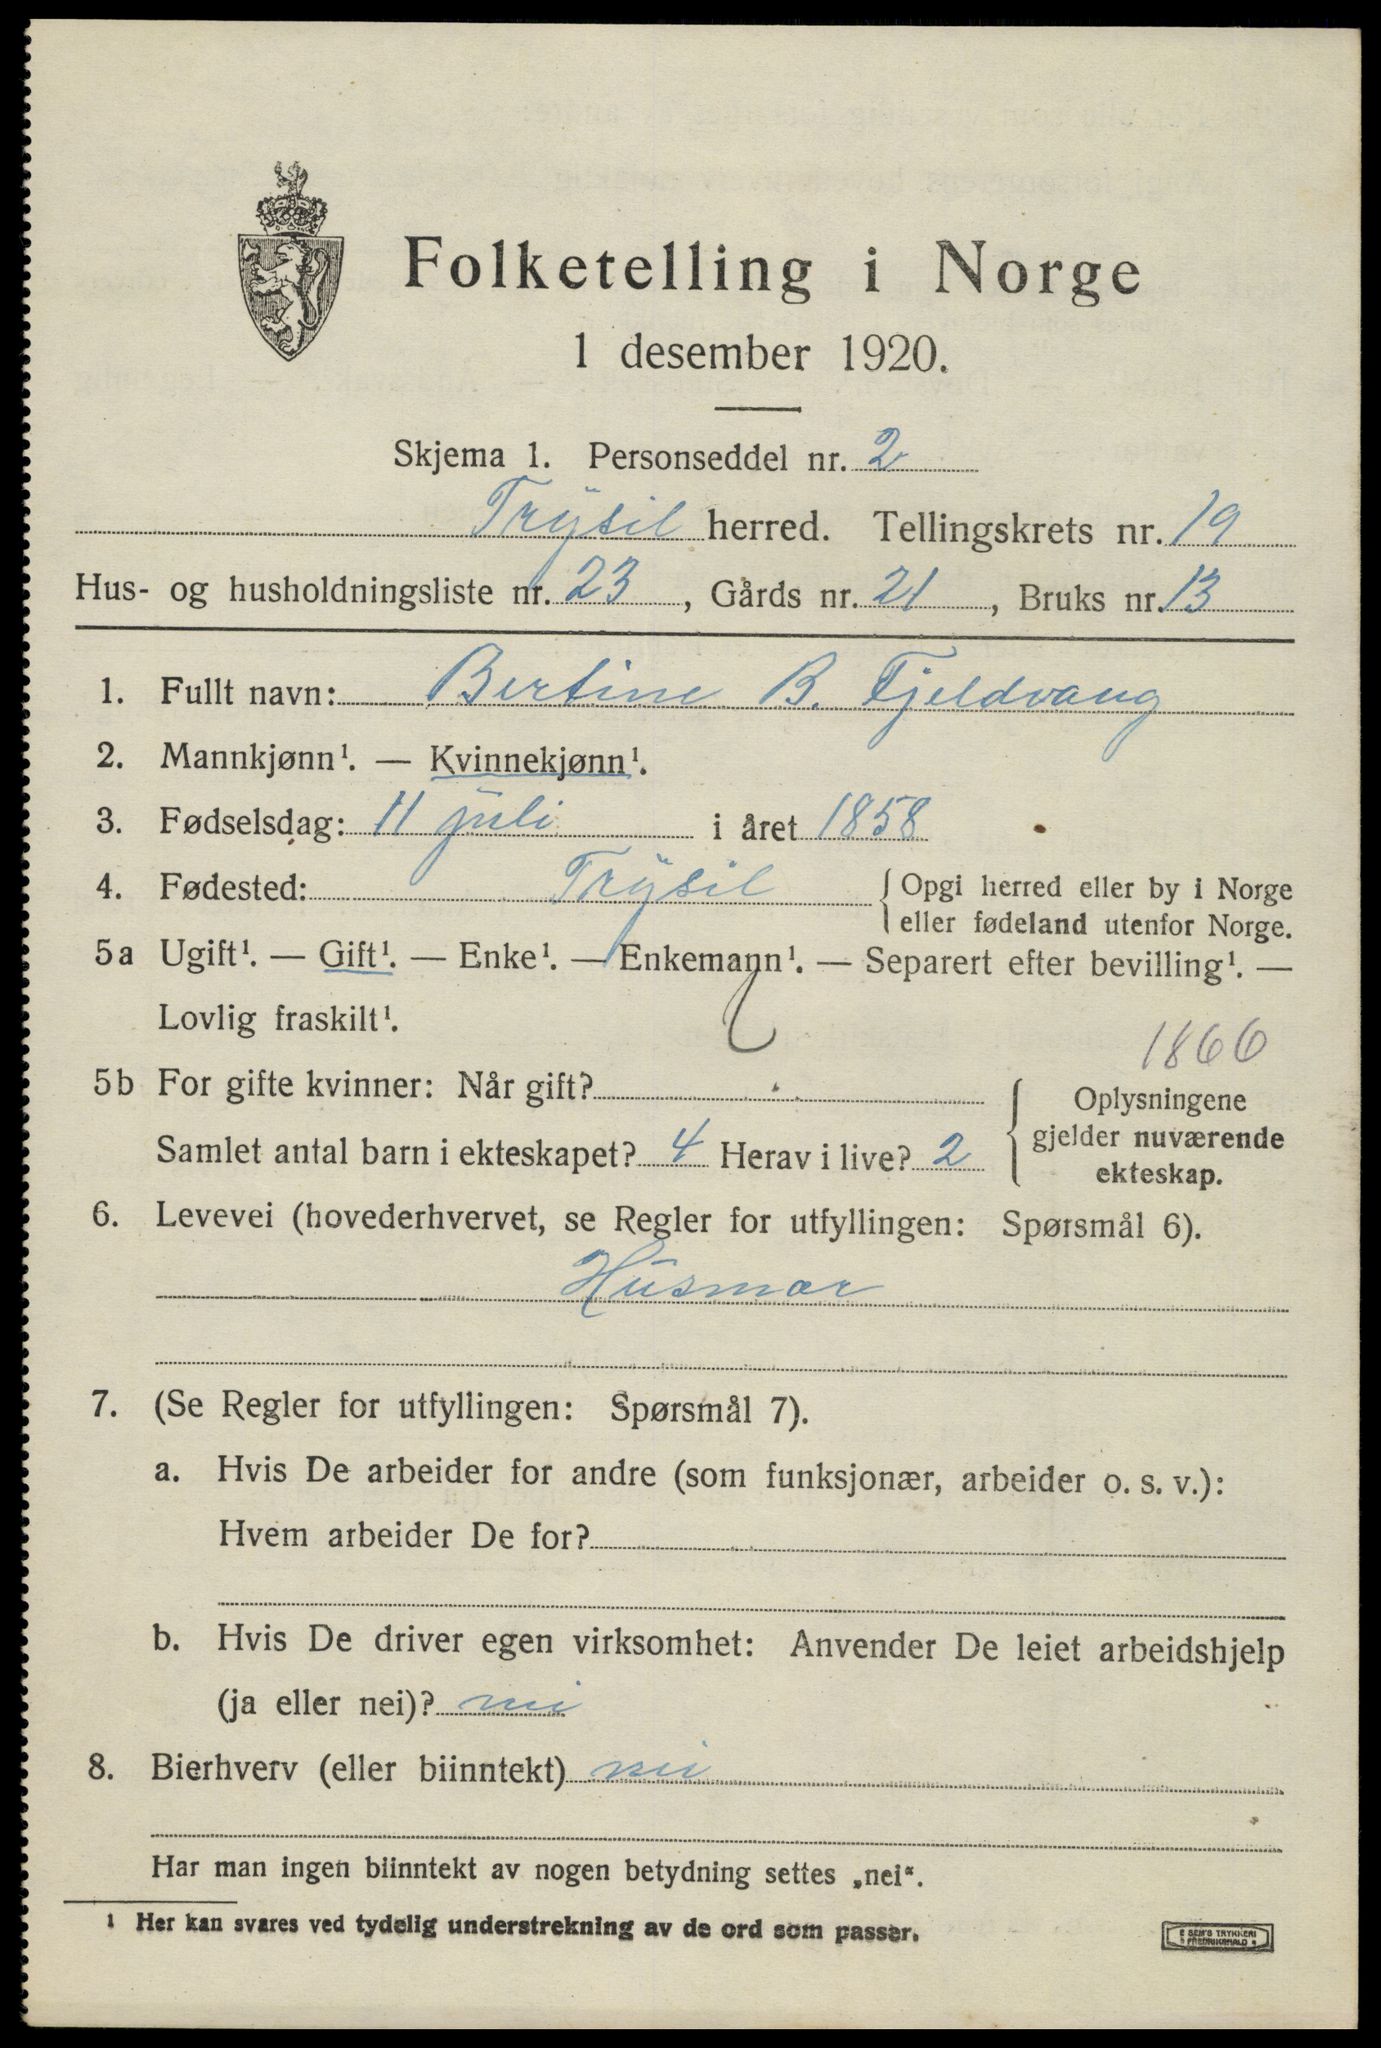 Folketelling i Norge
1 desember 1920.
Skjema 1. Personseddel nr. 2
Trysil herred. Tellingskrets nr. 19
Hus- og husholdningsliste nr. 23, Gårds nr. 21, Bruks nr. 13
1. Fullt navn: Bertine B. Fjeldvang
2. Mannkjønn¹. — Kvinnekjønn¹.
3. Fødselsdag: 11 juli i året 1858
4. Fødested: Trysil { Opgi herred eller by i Norge
eller fødeland utenfor Norge.
5a Ugift¹. — Gift¹. — Enke¹. — Enkemann¹. — Separert efter bevilling¹. —
Lovlig fraskilt¹.
1866
5b For gifte kvinner: Når gift?
Samlet antal barn i ekteskapet? 4 Herav i live? 2
{ Oplysningene
gjelder nuværende
ekteskap.
6. Levevei (hovederhvervet, se Regler for utfyllingen: Spørsmål 6).
Husmor
7. (Se Regler for utfyllingen: Spørsmål 7).
a. Hvis De arbeider for andre (som funksjonær, arbeider o. s. v.):
Hvem arbeider De for?
b. Hvis De driver egen virksomhet: Anvender De leiet arbeidshjelp
(ja eller nei)? nei
8. Bierhverv (eller biinntekt) nei
Har man ingen biinntekt av nogen betydning settes „nei“.
1 Her kan svares ved tydelig understrekning av de ord som passer.
SEM'S TRYKKERI
FREDRIKSHALD